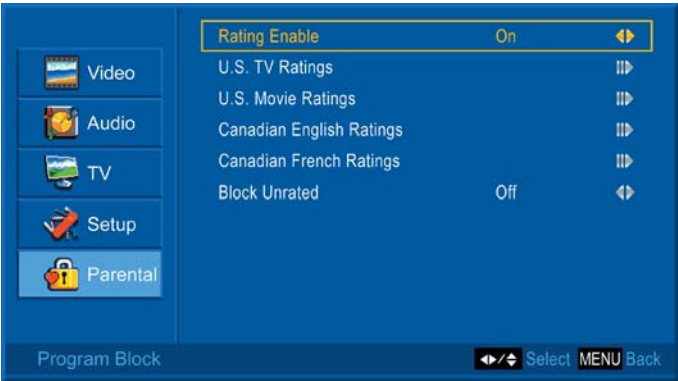 Video
Audio
TV
Setup
Parental
Rating Enable On
U.S. TV Ratings
U.S. Movie Ratings
Canadian English Ratings
Canadian French Ratings
Block Unrated Off
Program Block
Select MENU Back